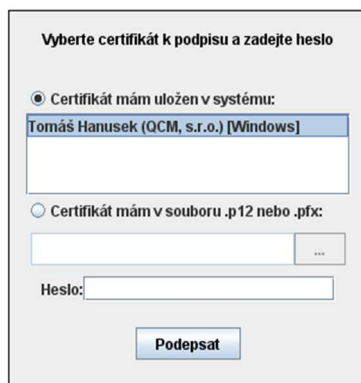 Vyberte certifikát k podpisu a zadejte heslo
Certifikát mám uložen v systému:
Tomáš Hanusek (QCM, s.r.o.) [Windows]
Certifikát mám v souboru .p12 nebo .pfx:
...
Heslo:
Podepsat